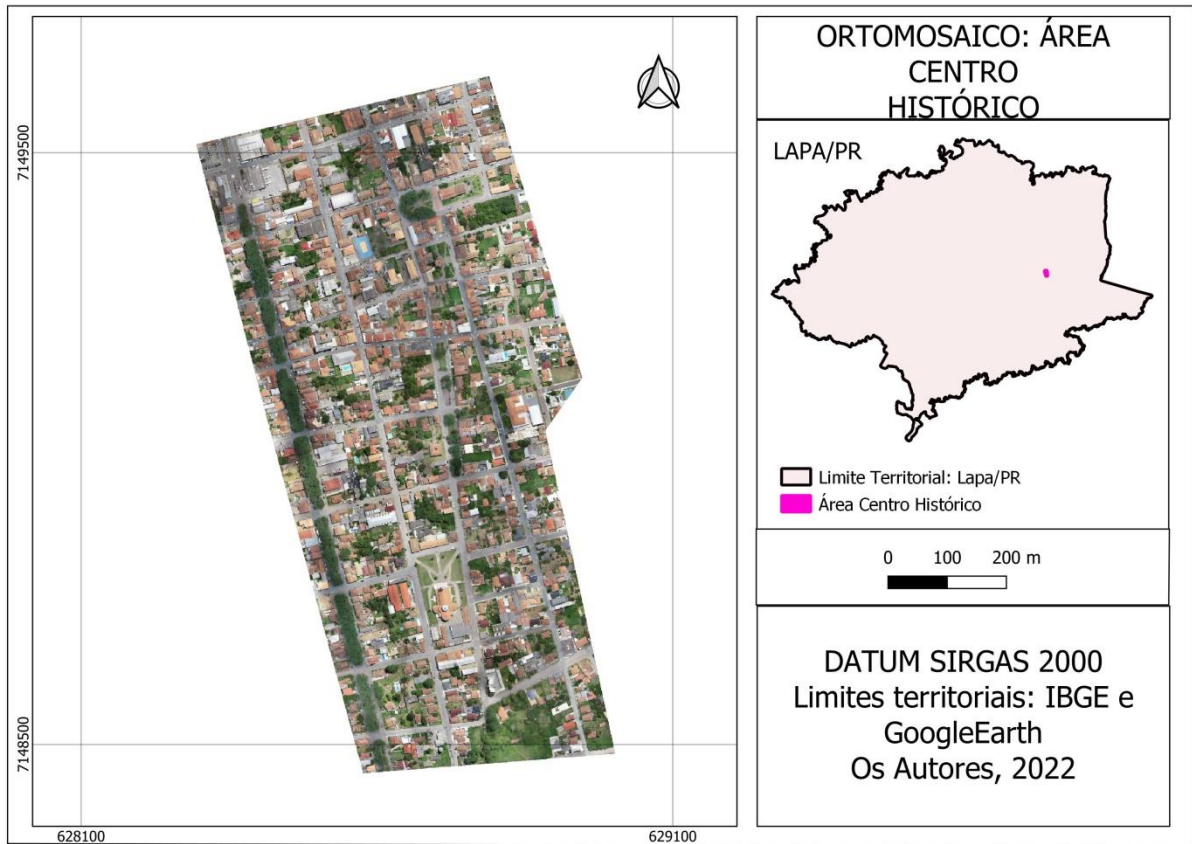 ORTOMOSAICO: ÁREA
CENTRO
HISTÓRICO
7149500
7148500
628100
629100
LAPA/PR
Limite Territorial: Lapa/PR
Área Centro Histórico
0 100 200 m
DATUM SIRGAS 2000
Limites territoriais: IBGE e
GoogleEarth
Os Autores, 2022